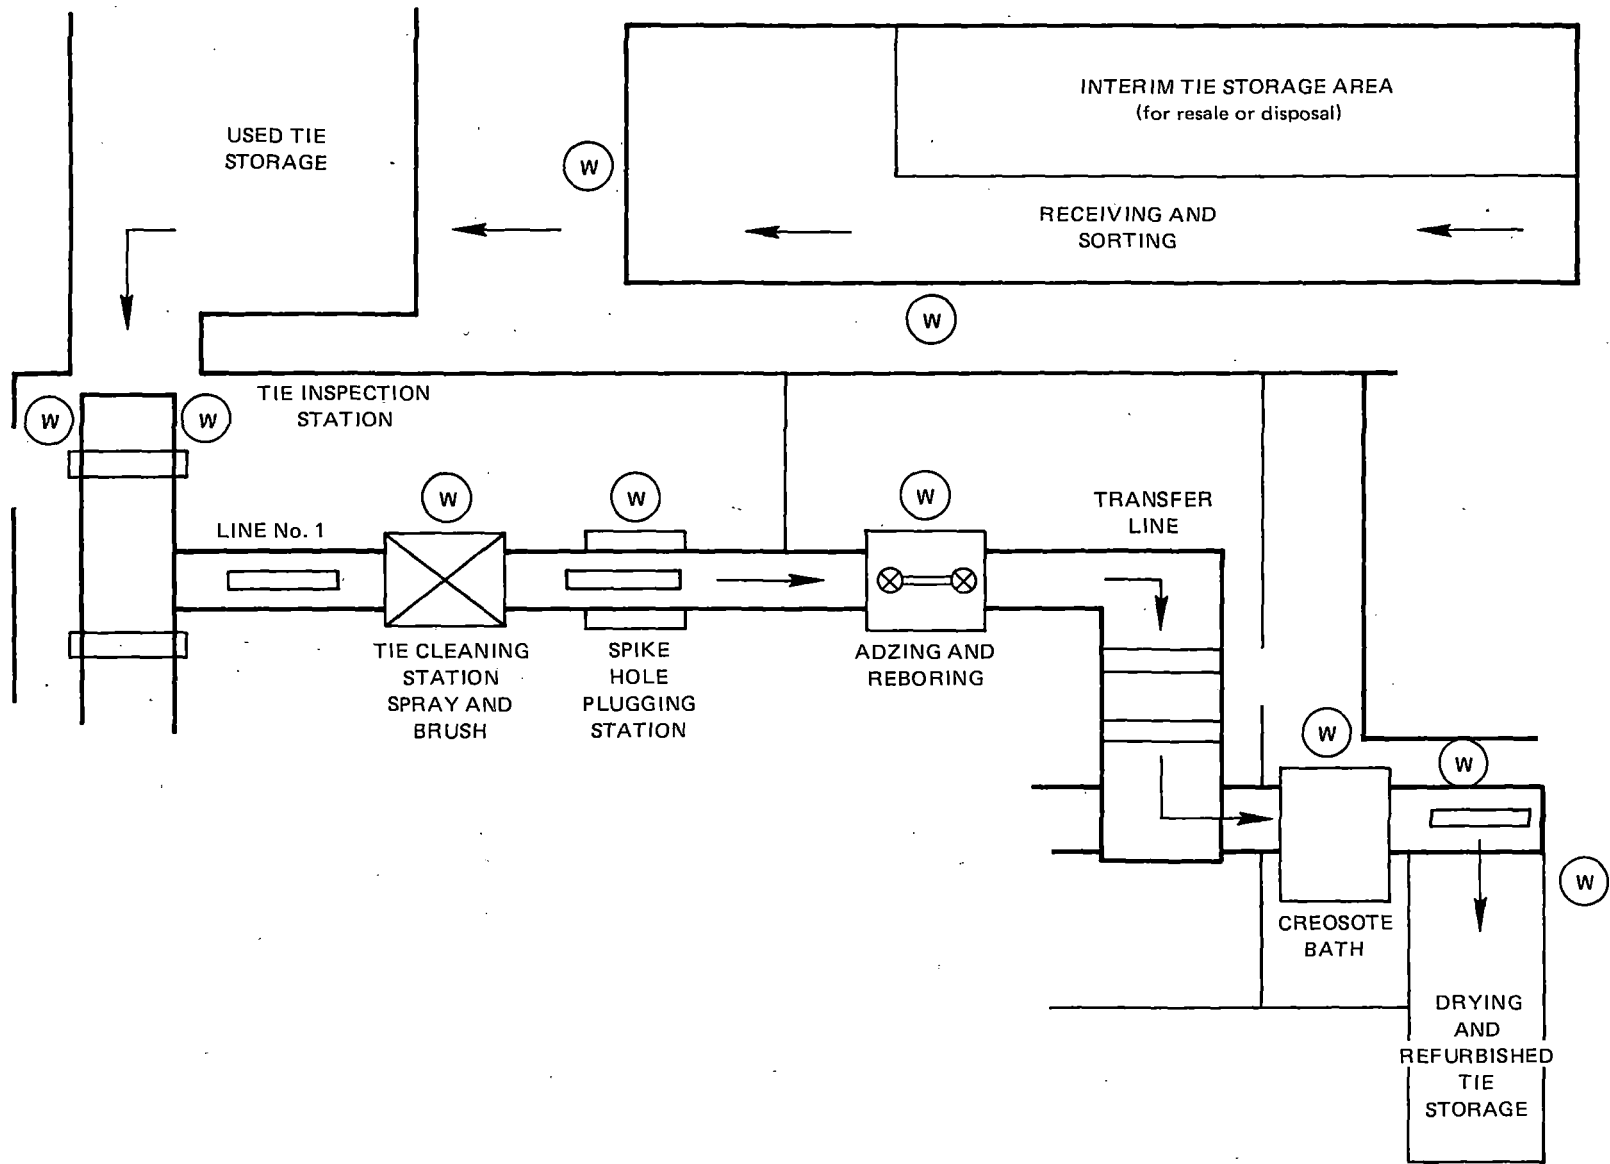 INTERIM TIE STORAGE AREA
(for resale or disposal)
USED TIE
STORAGE
W
RECEIVING AND
SORTING
W
TIE INSPECTION
STATION
W
W
W
W
W
TRANSFER
LINE
LINE No. 1
TIE CLEANING
STATION
SPRAY AND
BRUSH
SPIKE
HOLE
PLUGGING
STATION
ADZING AND
REBORING
W
W
W
CREOSOTE
BATH
DRYING
AND
REFURBISHED
TIE
STORAGE